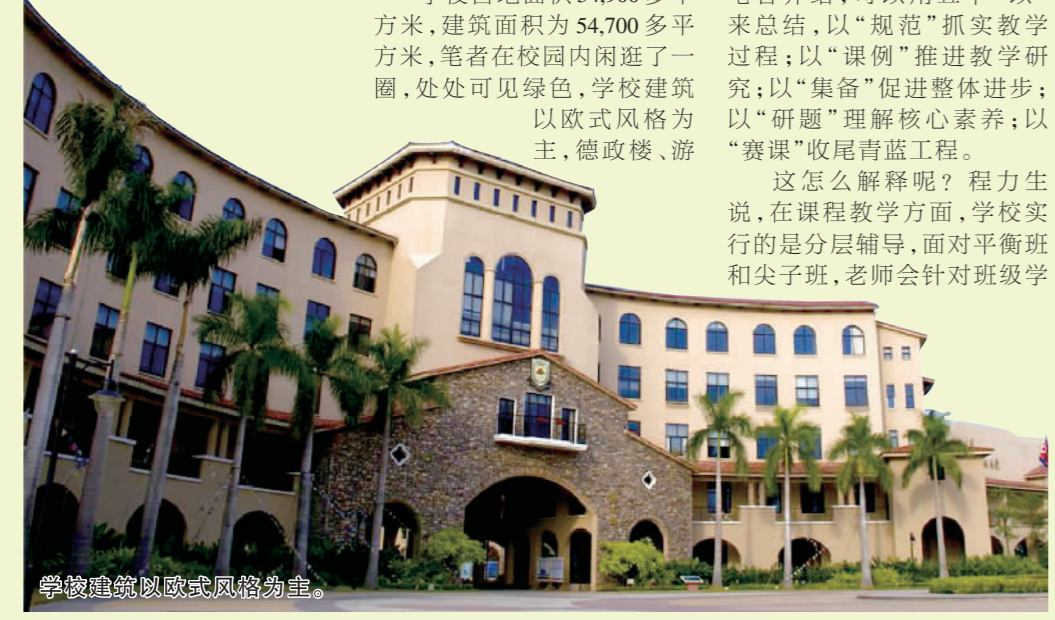 方米,建筑面积为54,700多平
方米,笔者在校园内闲逛了一
圈,处处可见绿色,学校建筑
以欧式风格为
主,德政楼、游
来总结,以“规范”抓实教学
过程;以“课例”推进教学研
究;以“集备”促进整体进步;
以“研题”理解核心素养;以
“赛课”收尾青蓝工程。
这怎么解释呢?程力生
说,在课程教学方面,学校实
行的是分层辅导,面对平衡班
和尖子班,老师会针对班级学
学校建筑以欧式风格为主。